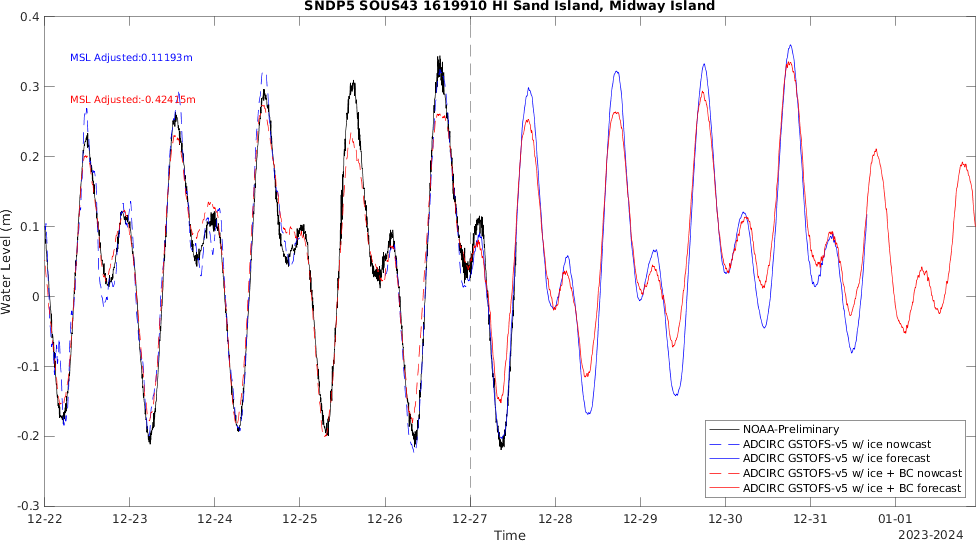 SNDP5 SOUS43 1619910 HI Sand Island, Midway Island
0.4
MSL Adjusted:0.11193m
0.3
MSL Adjusted:-0.42415m
0.2
0.1
Water Level (m)
0
-0.1
-0.2
-0.3
NOAA-Preliminary
ADCIRC GSTOFS-v5 w/ ice nowcast
ADCIRC GSTOFS-v5 w/ ice forecast
ADCIRC GSTOFS-v5 w/ ice + BC nowcast
ADCIRC GSTOFS-v5 w/ ice + BC forecast
12-22 12-23 12-24 12-25 12-26 12-27 12-28 12-29 12-30 12-31 01-01
Time
2023-2024